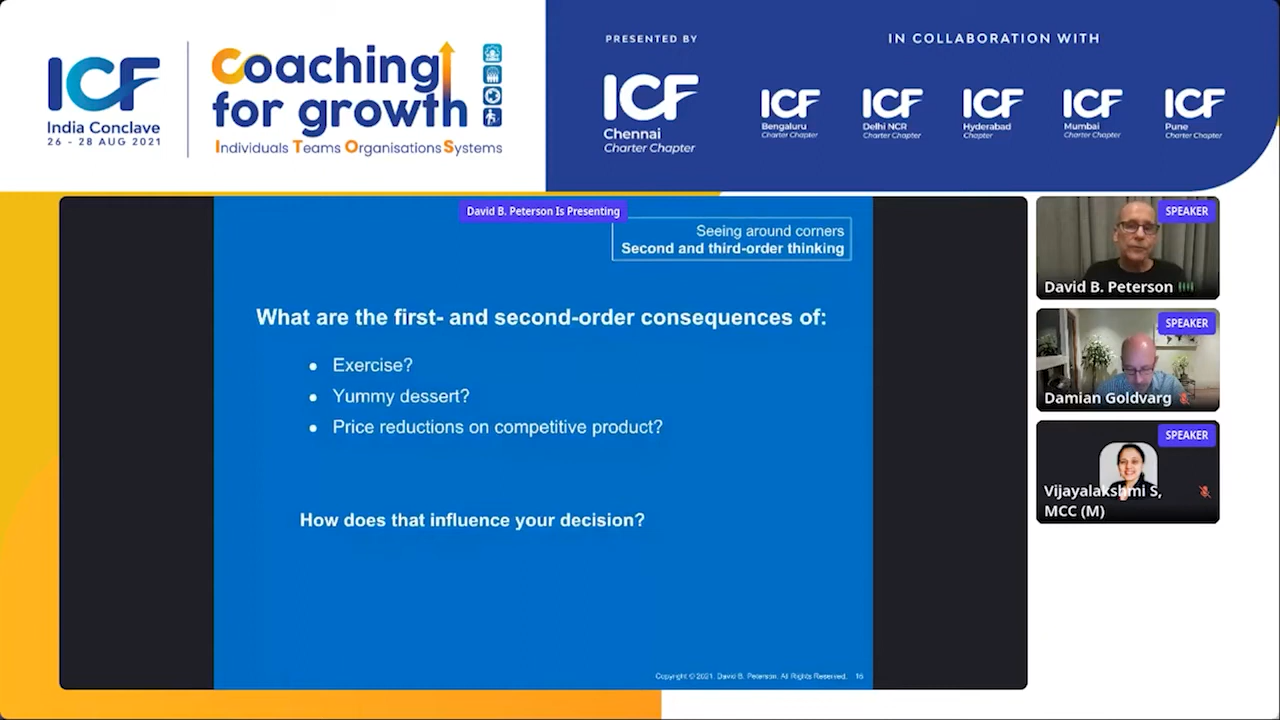 ICF
India Conclave
26 - 28 AUG 2021
Coaching
for growth
Individuals Teams Organisations Systems
PRESENTED BY
ICF
Chennai
Charter Chapter
IN COLLABORATION WITH
ICF
Bengaluru
Charter Chapter
ICF
Delhi NCR
Charter Chapter
ICF
Hyderabad
Chapter
ICF
Mumbai
Charter Chapter
ICF
Pune
Charter Chapter
David B. Peterson Is Presenting
Seeing around corners
Second and third-order thinking
What are the first- and second-order consequences of:
• Exercise?
• Yummy dessert?
• Price reductions on competitive product?
How does that influence your decision?
Copyright © 2021. David B. Peterson. All Rights Reserved. 16
SPEAKER
David B. Peterson
SPEAKER
Damian Goldvarg
SPEAKER
Vijayalakshmi S,
MCC (M)